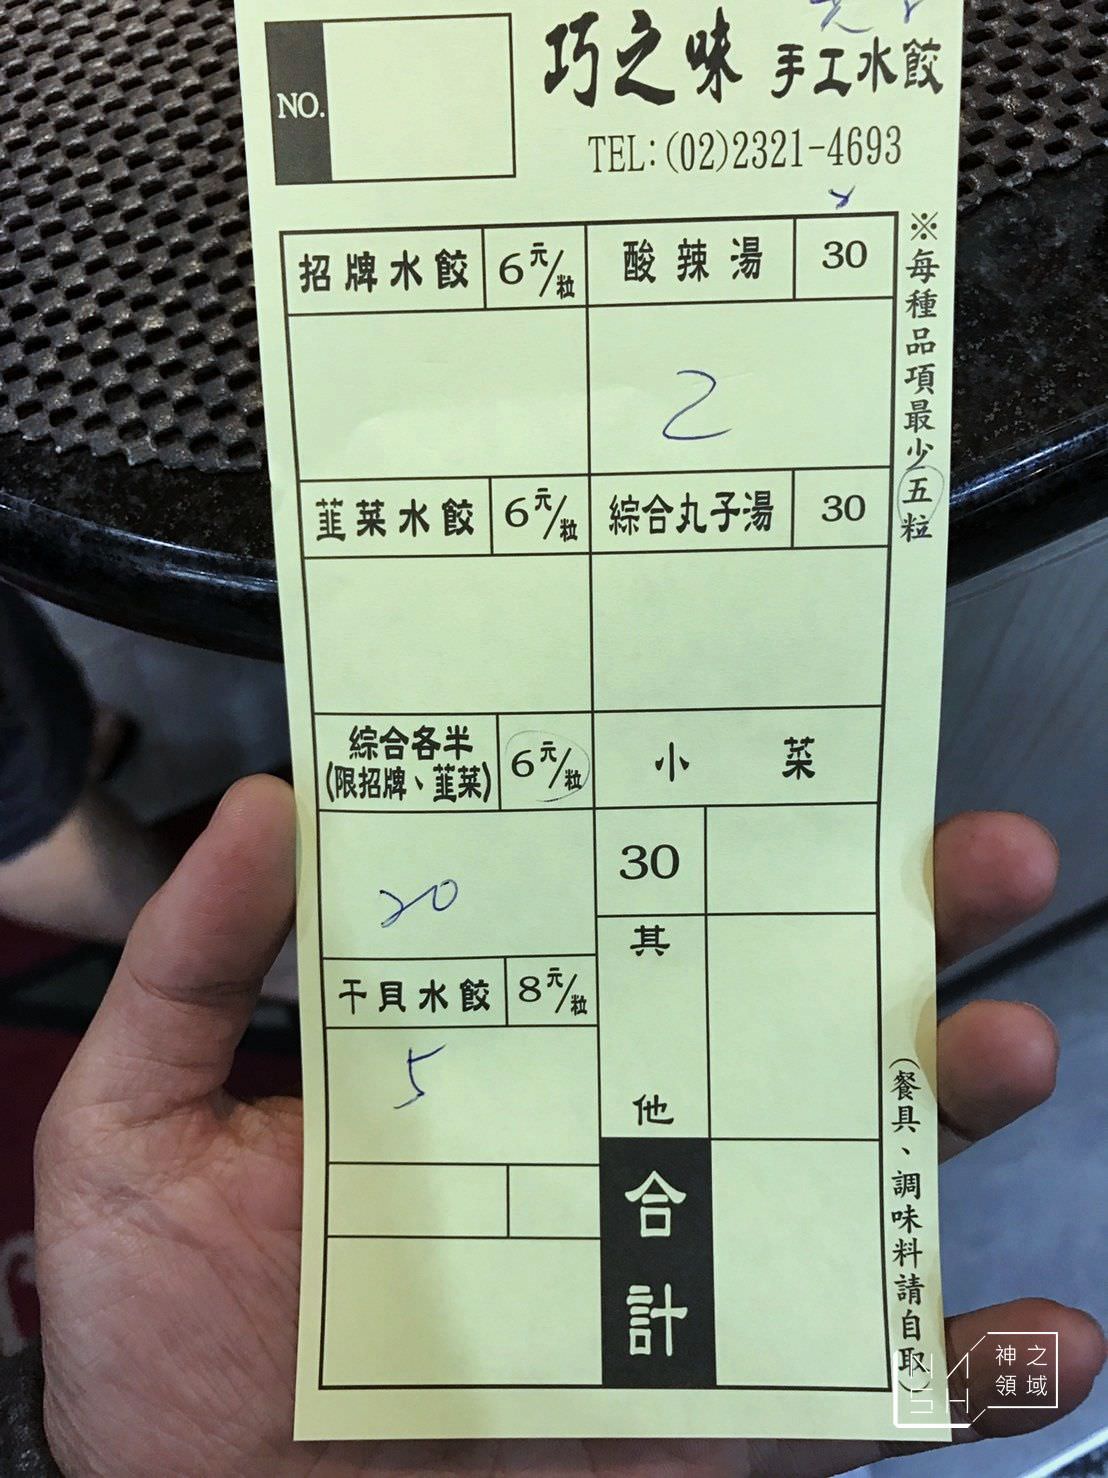 NO.
巧之味 手工水餃
TEL:(02)2321-4693
招牌水餃 6元/粒 酸辣湯 30
2
韮菜水餃 6元/粒 綜合丸子湯 30
綜合各半
(限招牌、韮菜) 6元/粒 小菜
20
30
干貝水餃 8元/粒
5
其他
合計
※每種品項最少五粒
(餐具、調味料請自取)
NASH
神之
領域